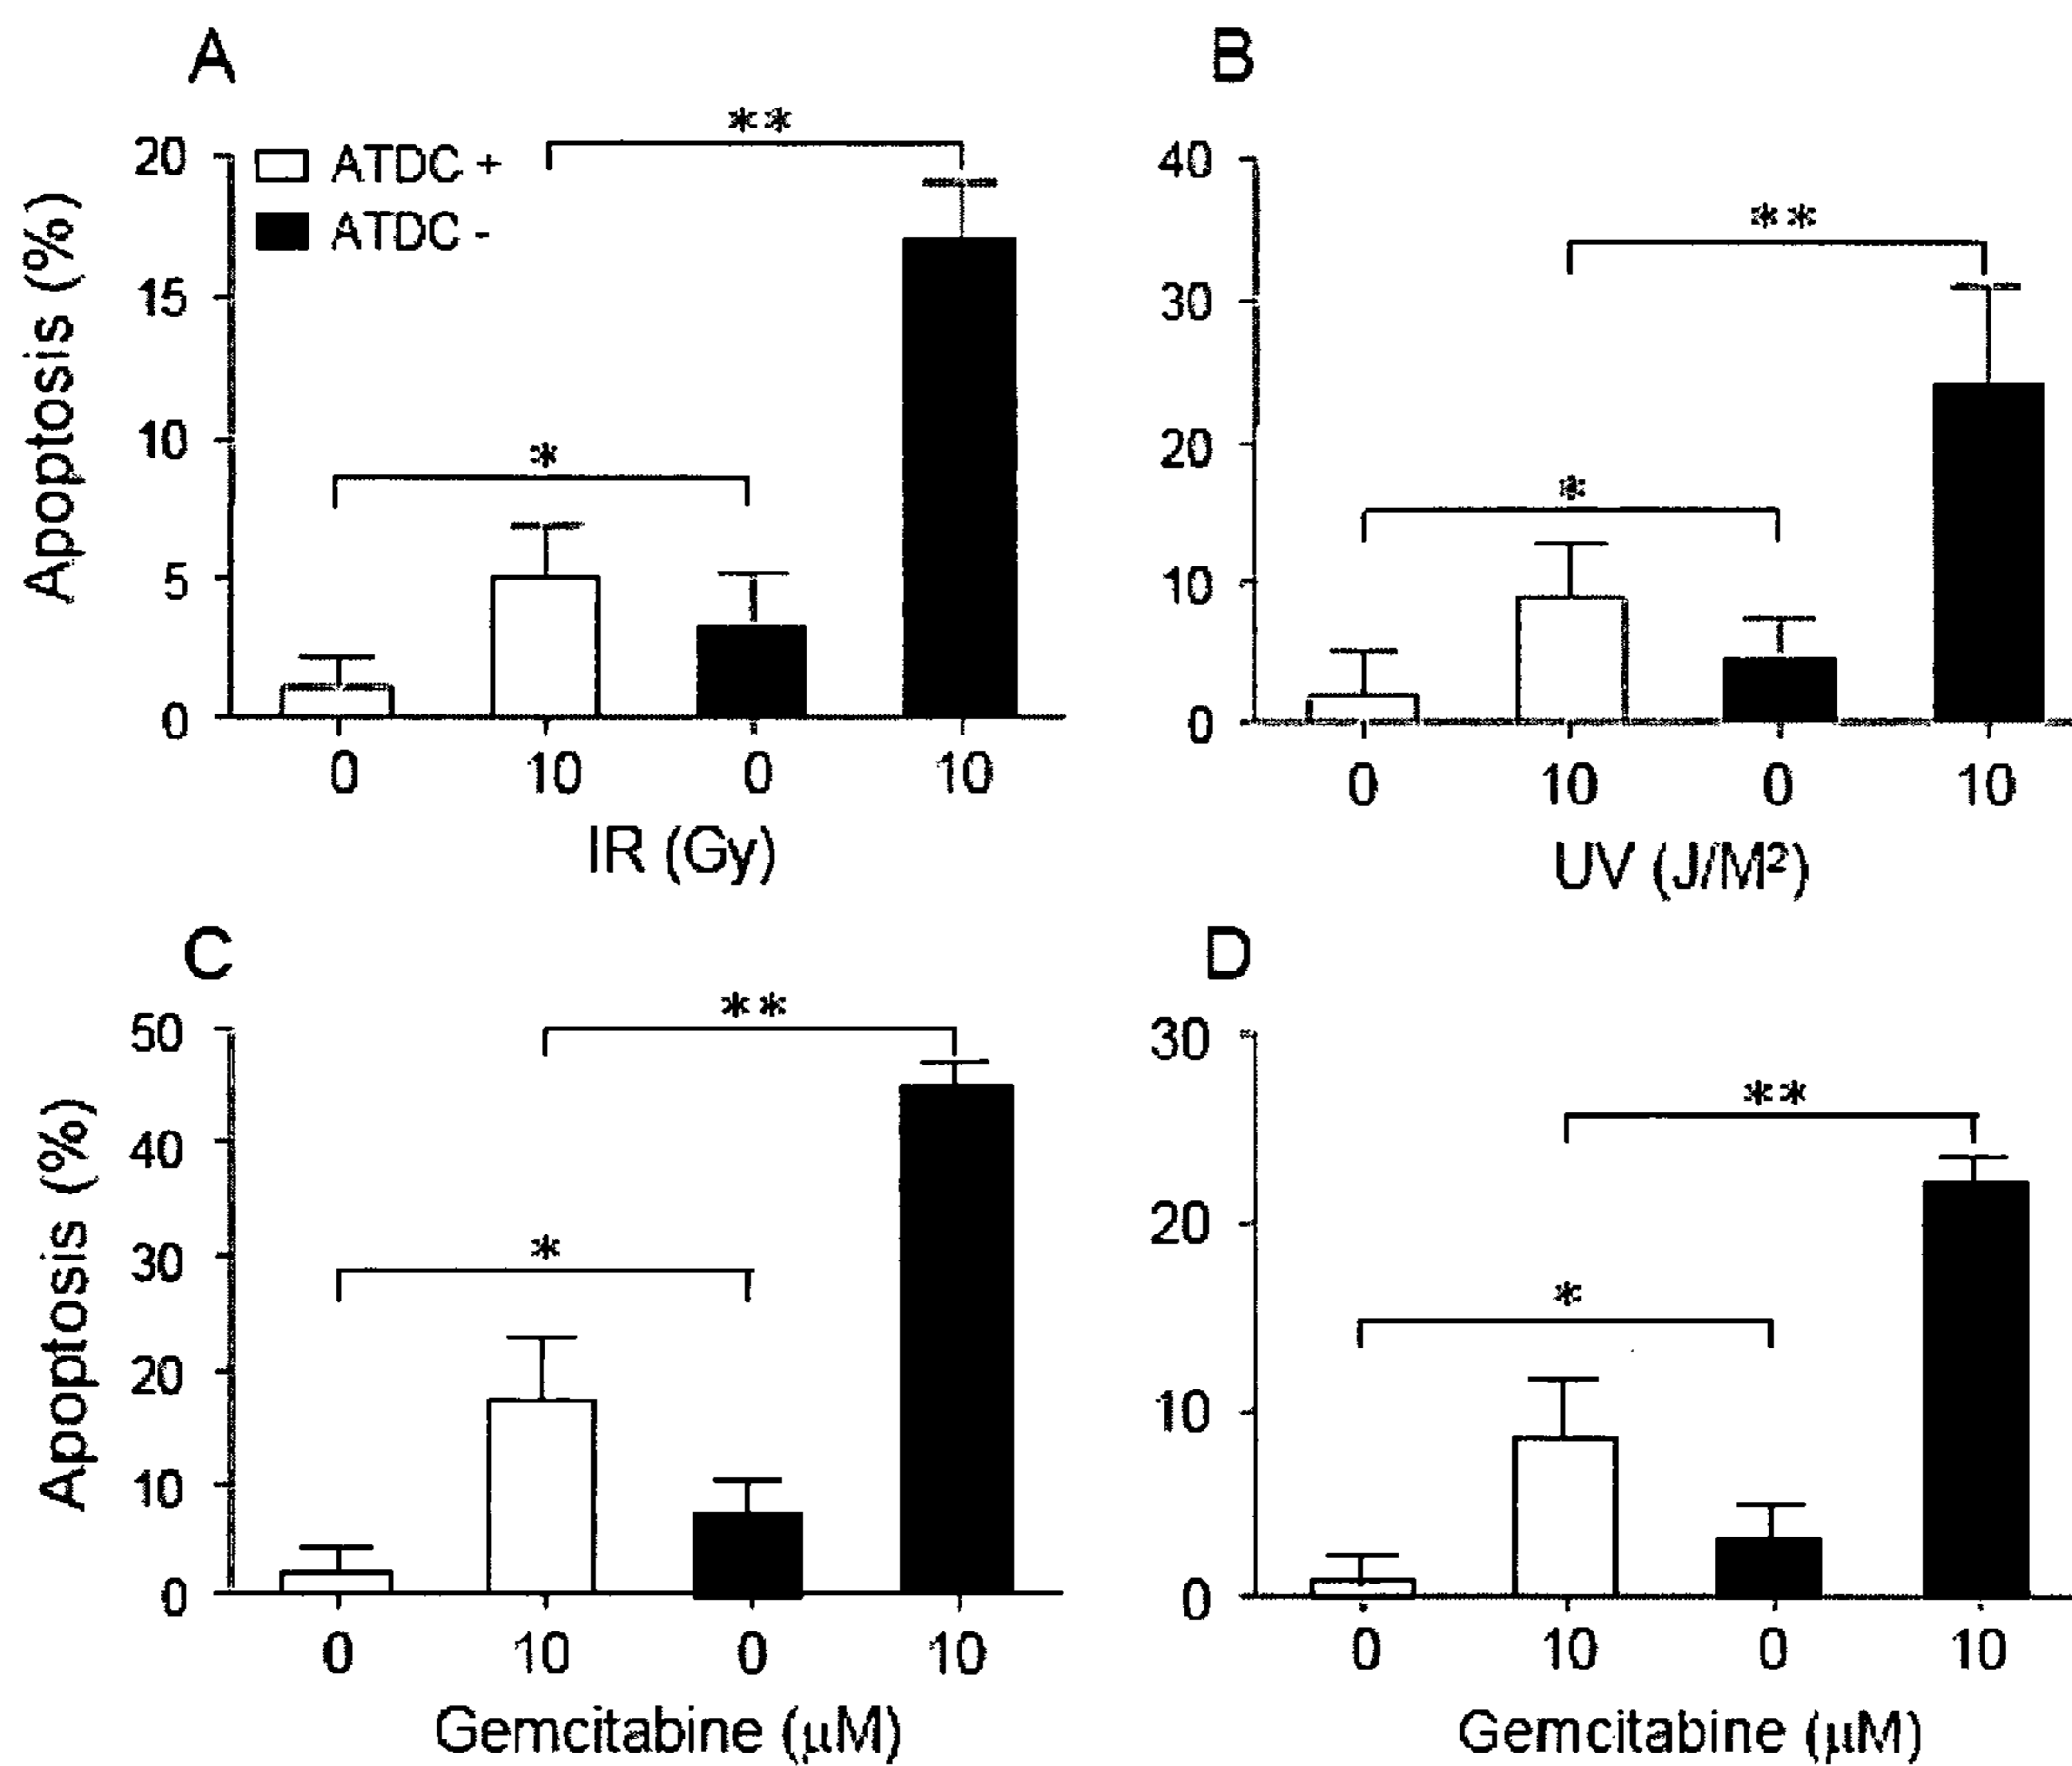 A
Apoptosis (%)
20
15
10
5
0
ATDC +
ATDC -
*
**
0 10 0 10
IR (Gy)
B
40
30
20
10
0
*
**
0 10 0 10
UV (J/M²)
C
Apoptosis (%)
50
40
30
20
10
0
*
**
0 10 0 10
Gemcitabine (μM)
D
30
20
10
0
*
**
0 10 0 10
Gemcitabine (μM)